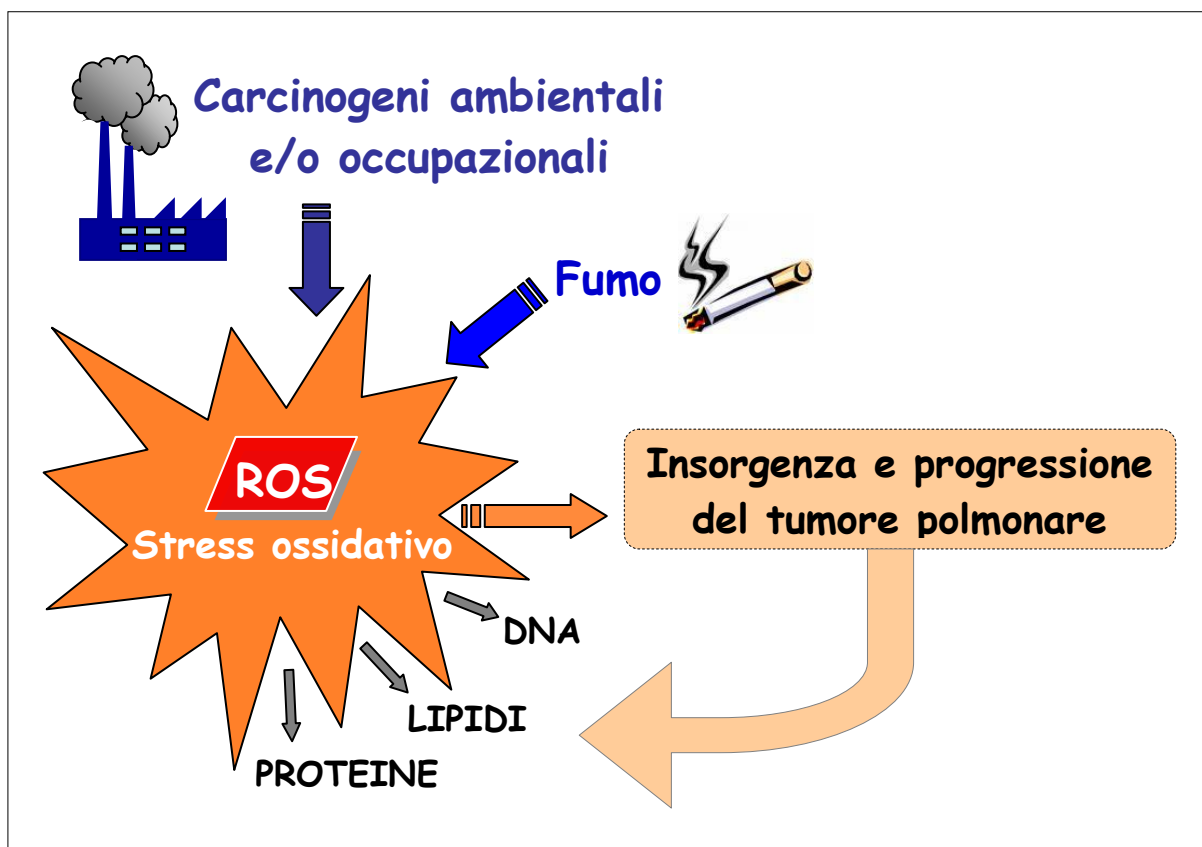 Carcinogeni ambientali
e/o occupazionali
Fumo
ROS
Stress ossidativo
Insorgenza e progressione
del tumore polmonare
DNA
LIPIDI
PROTEINE